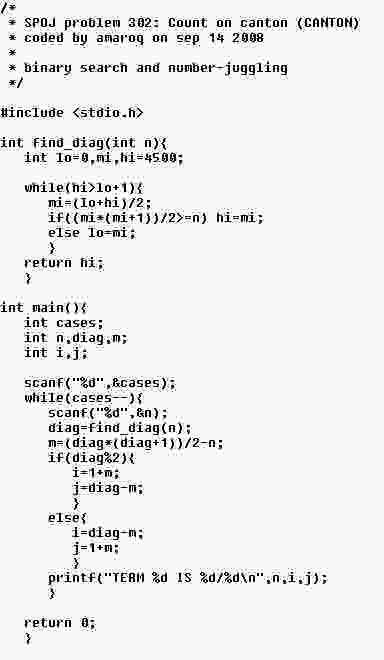 /*
 * SPOJ problem 302: Count on canton (CANTON)
 * coded by amaroq on sep 14 2008
 *
 * binary search and number-juggling
 */

#include <stdio.h>

int find_diag(int n){
   int lo=0,mi,hi=4500;

   while(hi>lo+1){
      mi=(lo+hi)/2;
      if((mi*(mi+1))/2>=n) hi=mi;
      else lo=mi;
      }
   return hi;
   }

int main(){
   int cases;
   int n,diag,m;
   int i,j;

   scanf("%d",&cases);
   while(cases--){
      scanf("%d",&n);
      diag=find_diag(n);
      m=(diag*(diag+1))/2-n;
      if(diag%2){
         i=1+m;
         j=diag-m;
         }
      else{
         i=diag-m;
         j=1+m;
         }
      printf("TERM %d IS %d/%d\n",n,i,j);
      }

   return 0;
   }